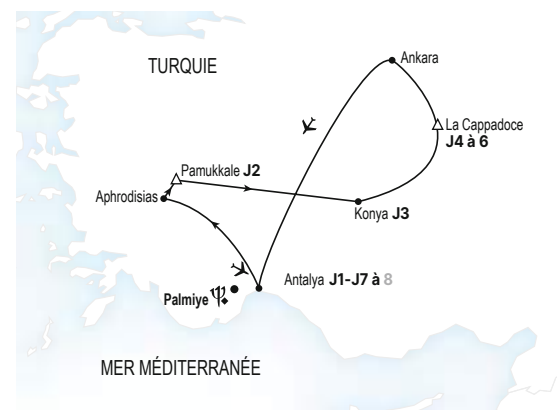 TURQUIE
Ankara
La Cappadoce
J4 à 6
Pamukkale J2
Aphrodisias
Konya J3
Antalya J1-J7 à 8
Palmiye
MER MÉDITERRANÉE